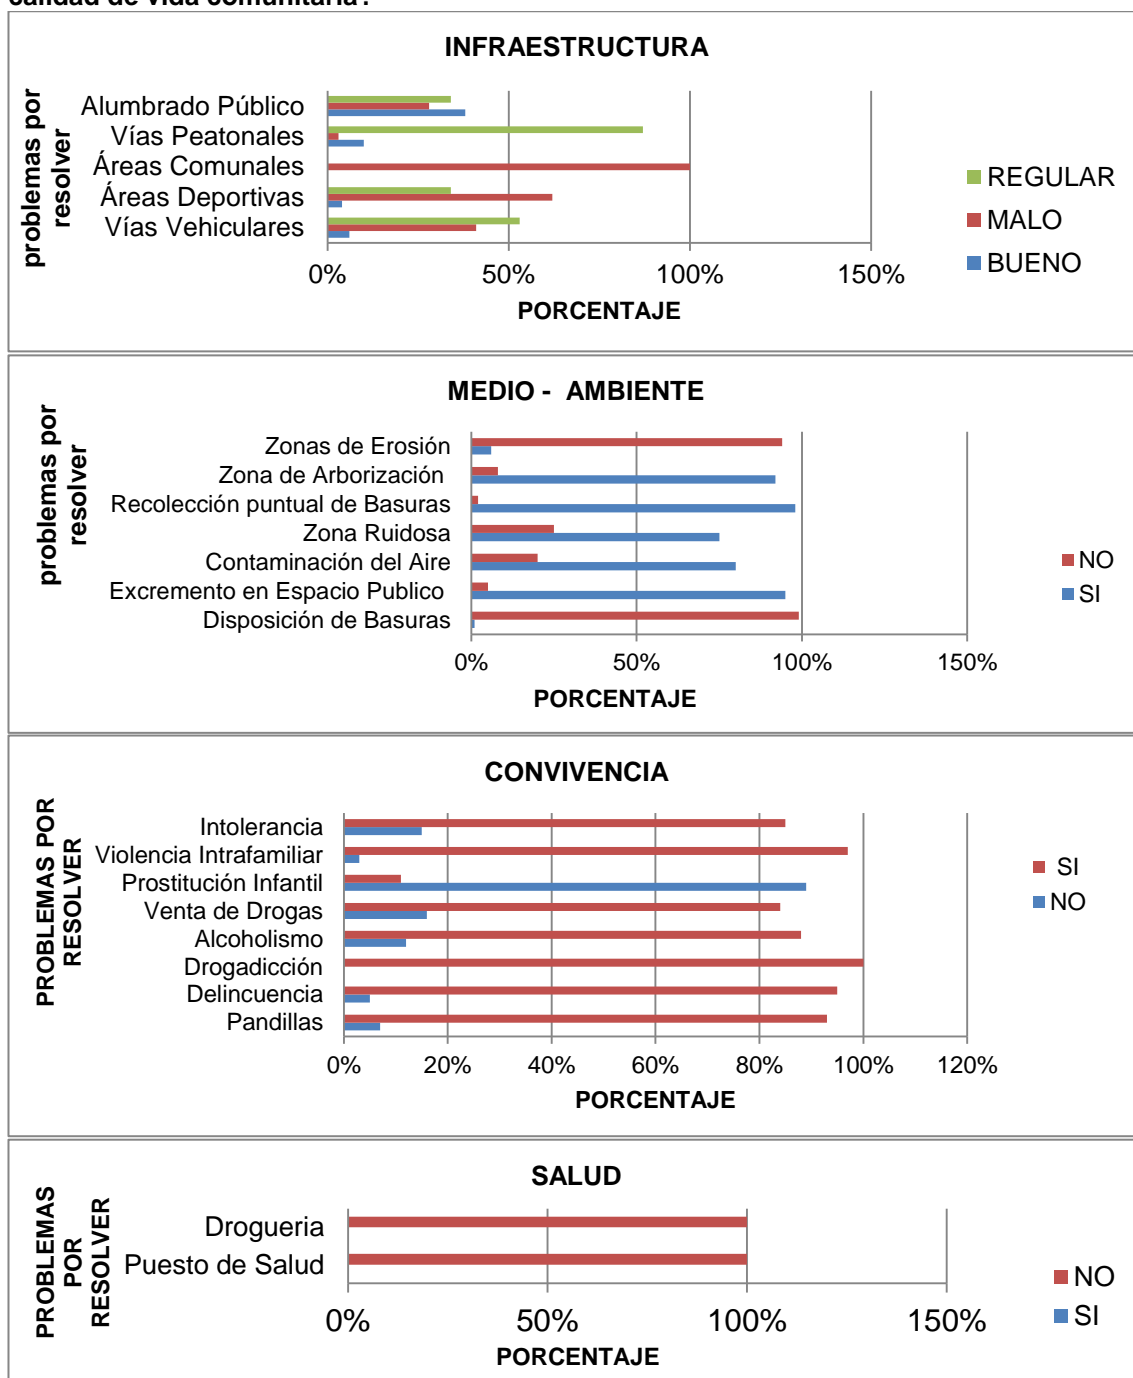 calidad de vida comunitaria?
INFRAESTRUCTURA
problemas por
resolver
Alumbrado Público
Vías Peatonales
Áreas Comunales
Áreas Deportivas
Vías Vehiculares
0% 50% 100% 150%
PORCENTAJE
REGULAR
MALO
BUENO
MEDIO - AMBIENTE
problemas por
resolver
Zonas de Erosión
Zona de Arborización
Recolección puntual de Basuras
Zona Ruidosa
Contaminación del Aire
Excremento en Espacio Publico
Disposición de Basuras
0% 50% 100% 150%
PORCENTAJE
NO
SI
CONVIVENCIA
PROBLEMAS POR
RESOLVER
Intolerancia
Violencia Intrafamiliar
Prostitución Infantil
Venta de Drogas
Alcoholismo
Drogadicción
Delincuencia
Pandillas
0% 20% 40% 60% 80% 100% 120%
PORCENTAJE
SI
NO
SALUD
PROBLEMAS
POR
RESOLVER
Drogueria
Puesto de Salud
0% 50% 100% 150%
PORCENTAJE
NO
SI